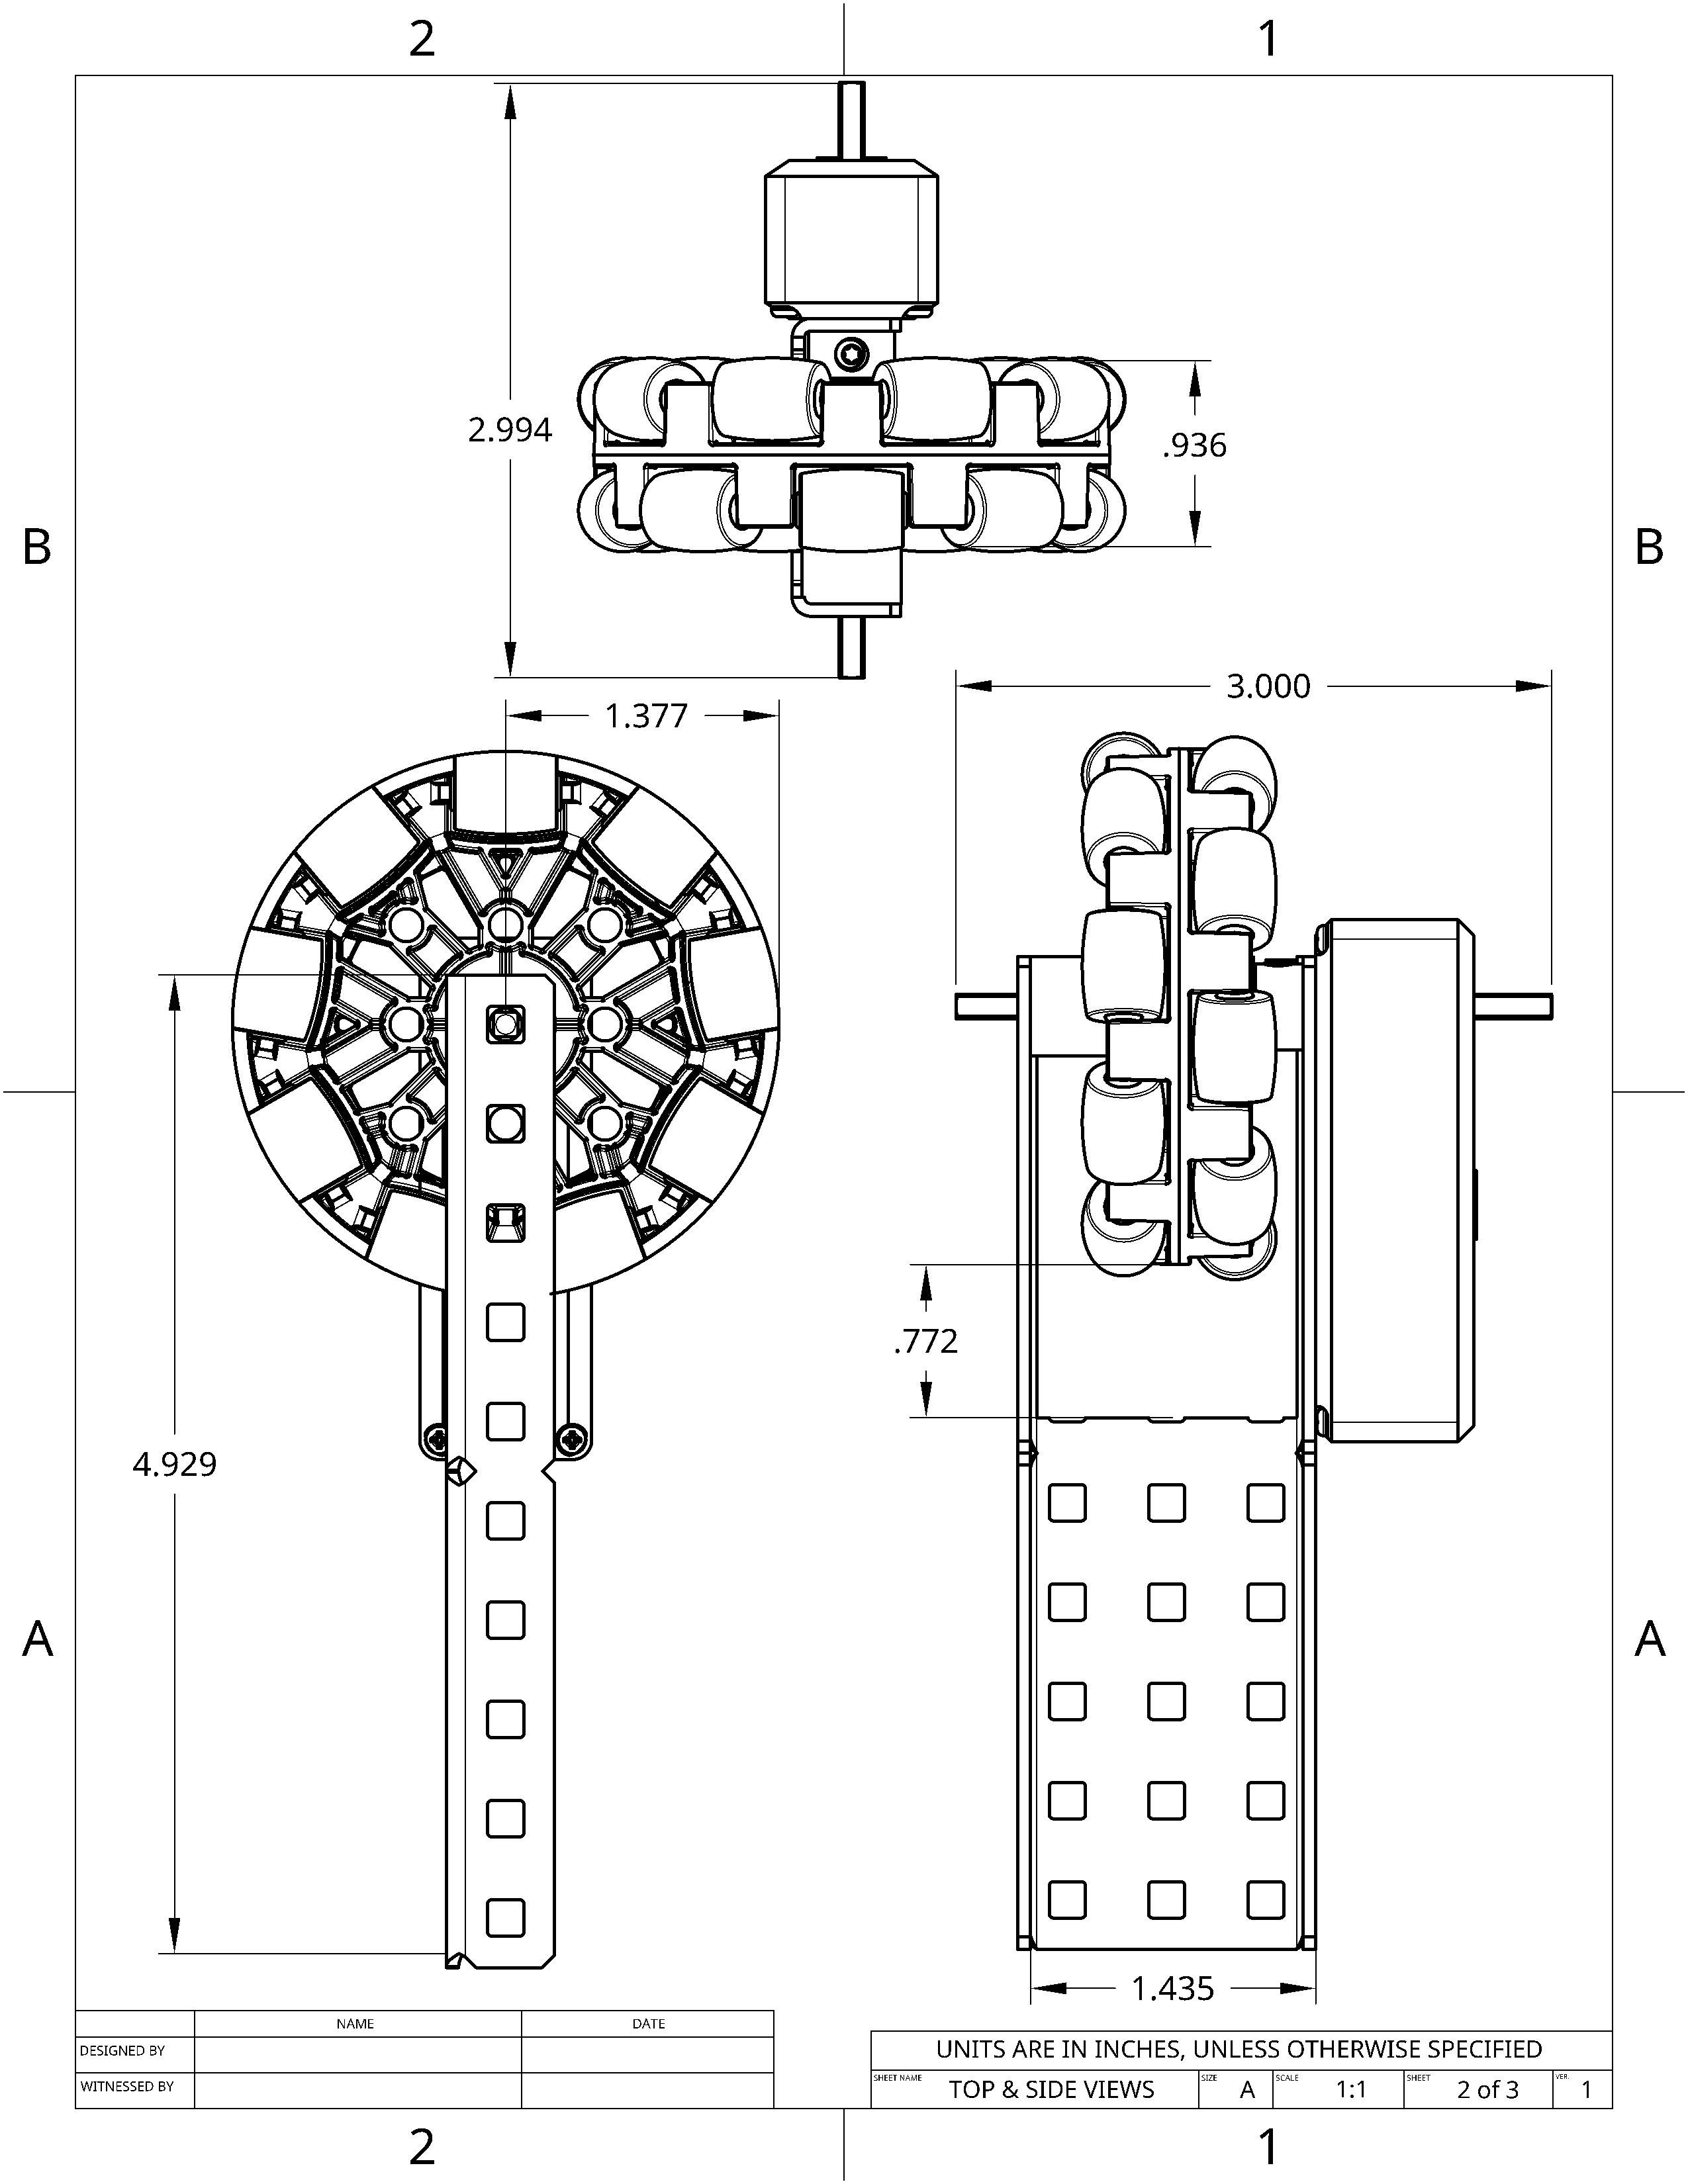 2 1
2.994
.936
B B
3.000
1.377
.772
4.929
A A
1.435
NAME DATE
DESIGNED BY
WITNESSED BY
UNITS ARE IN INCHES, UNLESS OTHERWISE SPECIFIED
SHEET NAME TOP & SIDE VIEWS SIZE A SCALE 1:1 SHEET 2 of 3 VER. 1
2 1